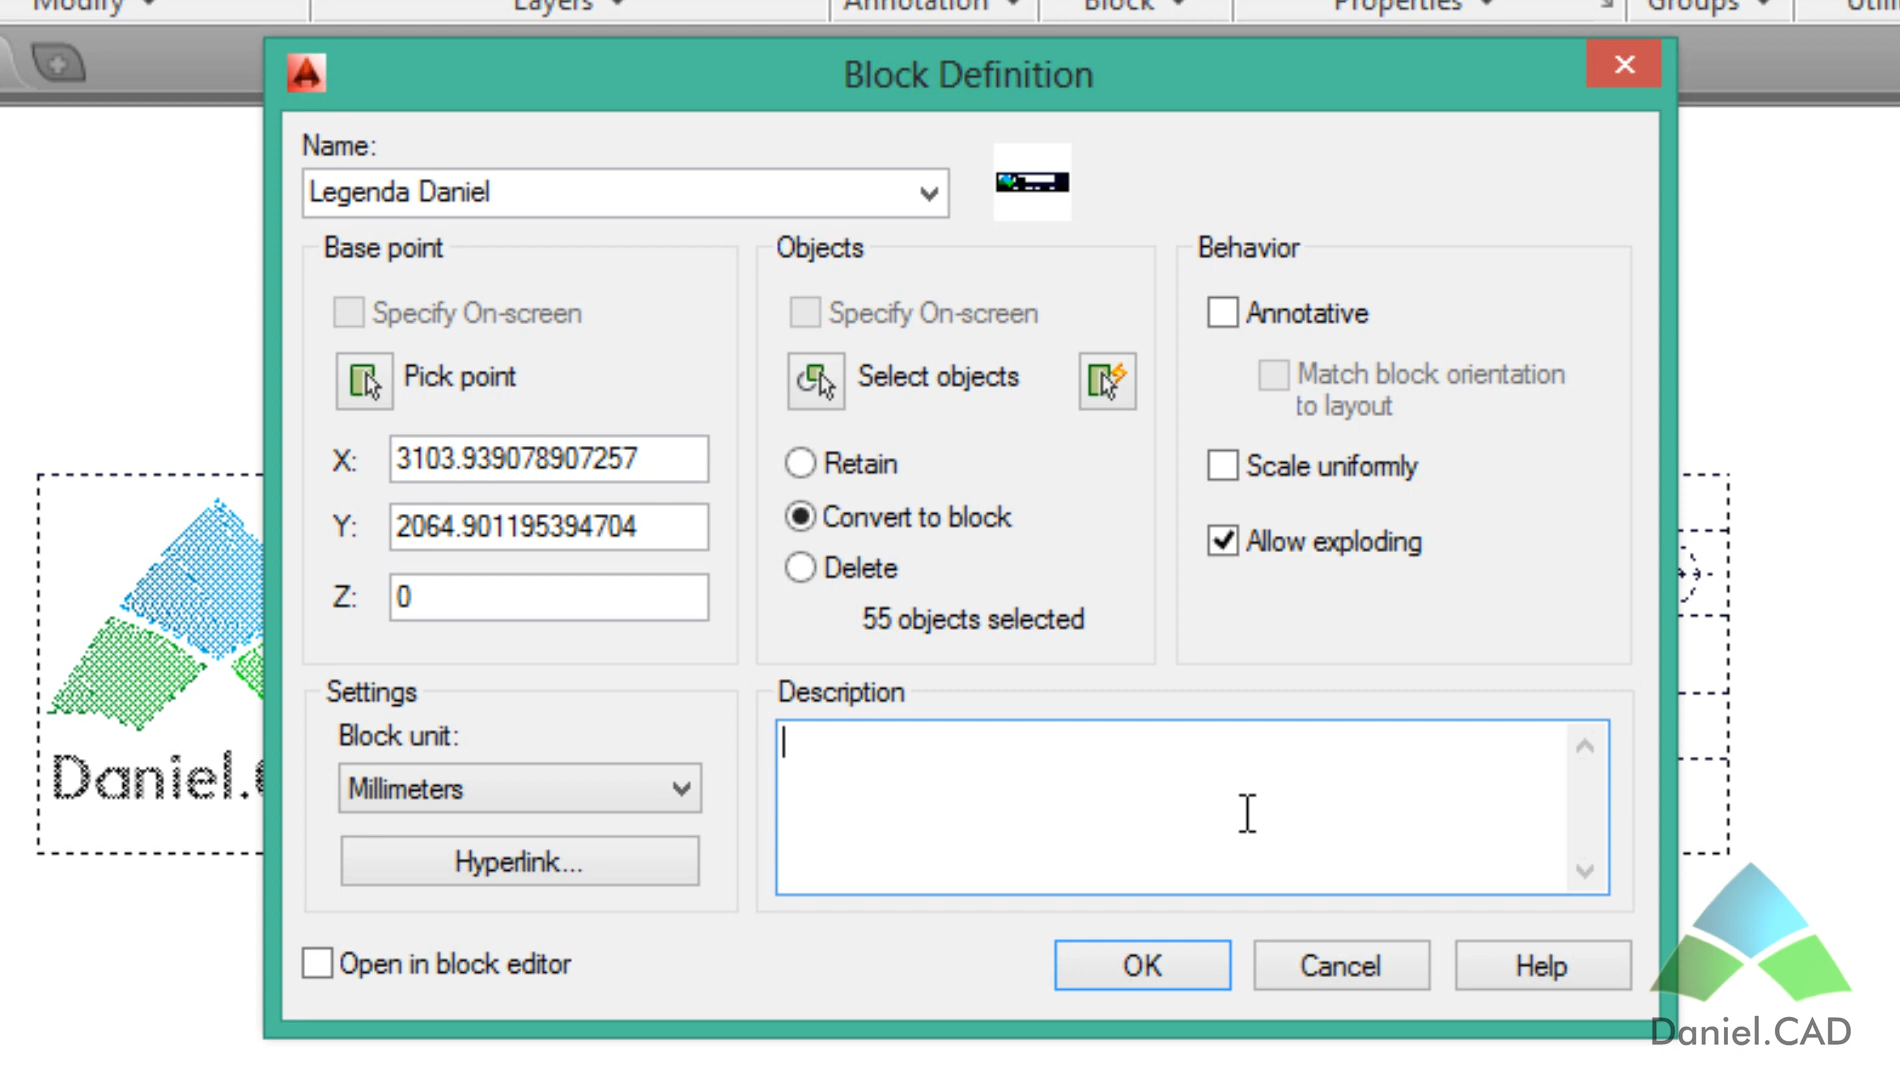 Modify
Layers
Annotation
Block
Properties
Groups
Block Definition
Name:
Legenda Daniel
Base point
Specify On-screen
Pick point
X: 3103.939078907257
Y: 2064.901195394704
Z: 0
Objects
Specify On-screen
Select objects
Retain
Convert to block
Delete
55 objects selected
Behavior
Annotative
Match block orientation
to layout
Scale uniformly
Allow exploding
Settings
Block unit:
Millimeters
Hyperlink...
Description
Open in block editor
OK
Cancel
Help
Daniel.
Daniel.CAD